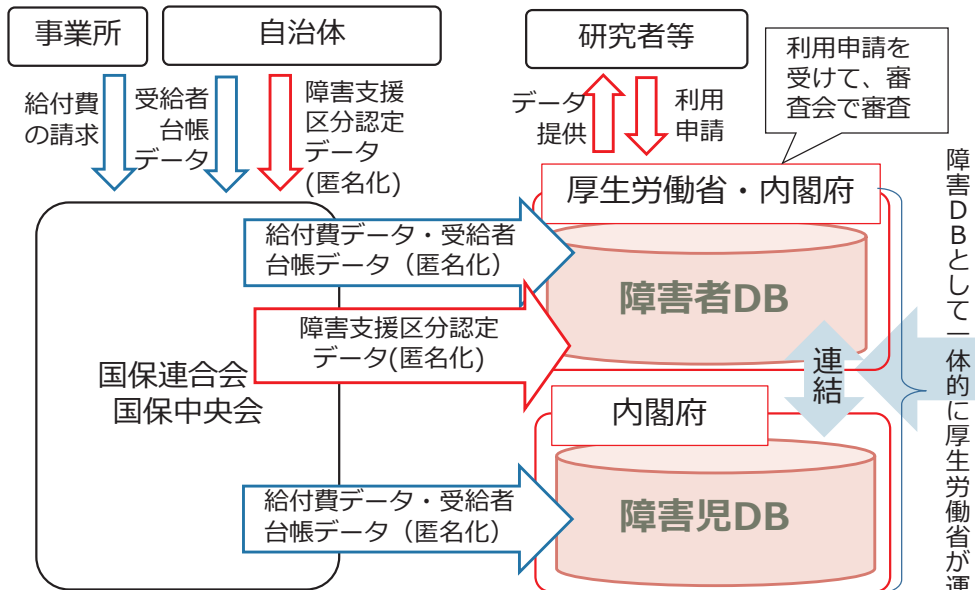 事業所
自治体
研究者等
利用申請を
受けて、審
査会で審査
給付費
の請求
受給者
台帳
データ
障害支援
区分認定
データ
(匿名化)
データ
提供
利用
申請
厚生労働省・内閣府
給付費データ・受給者
台帳データ（匿名化）
障害者DB
障害支援区分認定
データ(匿名化)
国保連合会
国保中央会
連結
内閣府
給付費データ・受給者
台帳データ（匿名化）
障害児DB
障害DBとして一体的に厚生労働省が運